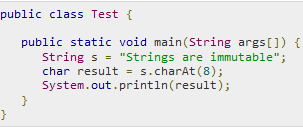 public class Test {
public static void main(String args[]) {
String s = "Strings are immutable";
char result = s.charAt(8);
System.out.println(result);
}
}